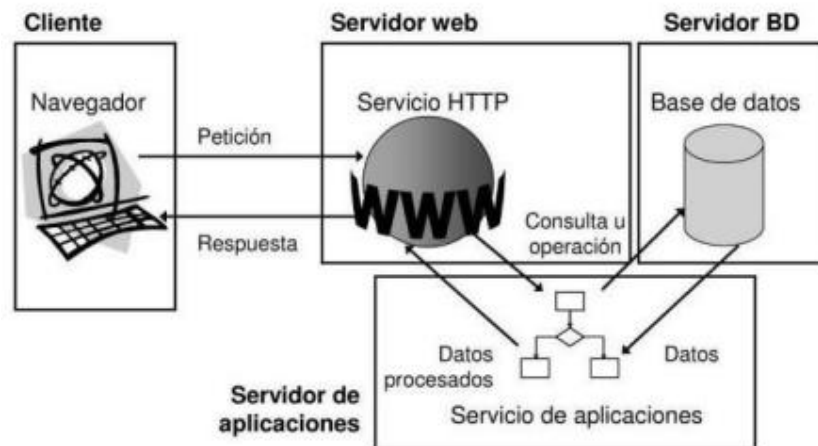 Cliente
Servidor web
Servidor BD
Navegador
Servicio HTTP
Base de datos
Petición
WWW
Respuesta
Consulta u
operación
Datos
procesados
Datos
Servidor de
aplicaciones
Servicio de aplicaciones